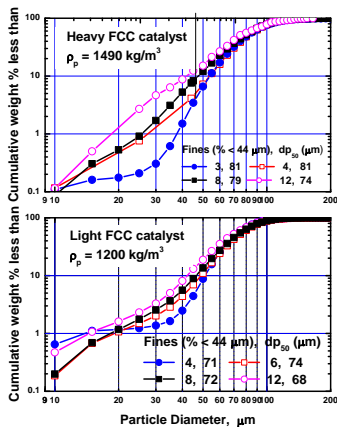 Cumulative weight % less than
100
10
1
0.1
Heavy FCC catalyst
ρp = 1490 kg/m³
Fines (% < 44 μm), dp50 (μm)
3, 81
4, 81
8, 79
12, 74
9 10 20 30 40 50 60 70 80 90 100 200
Cumulative weight % less than
100
10
1
0.1
Light FCC catalyst
ρp = 1200 kg/m³
Fines (% < 44 μm), dp50 (μm)
4, 71
6, 74
8, 72
12, 68
9 10 20 30 40 50 60 70 80 90 100 200
Particle Diameter, μm